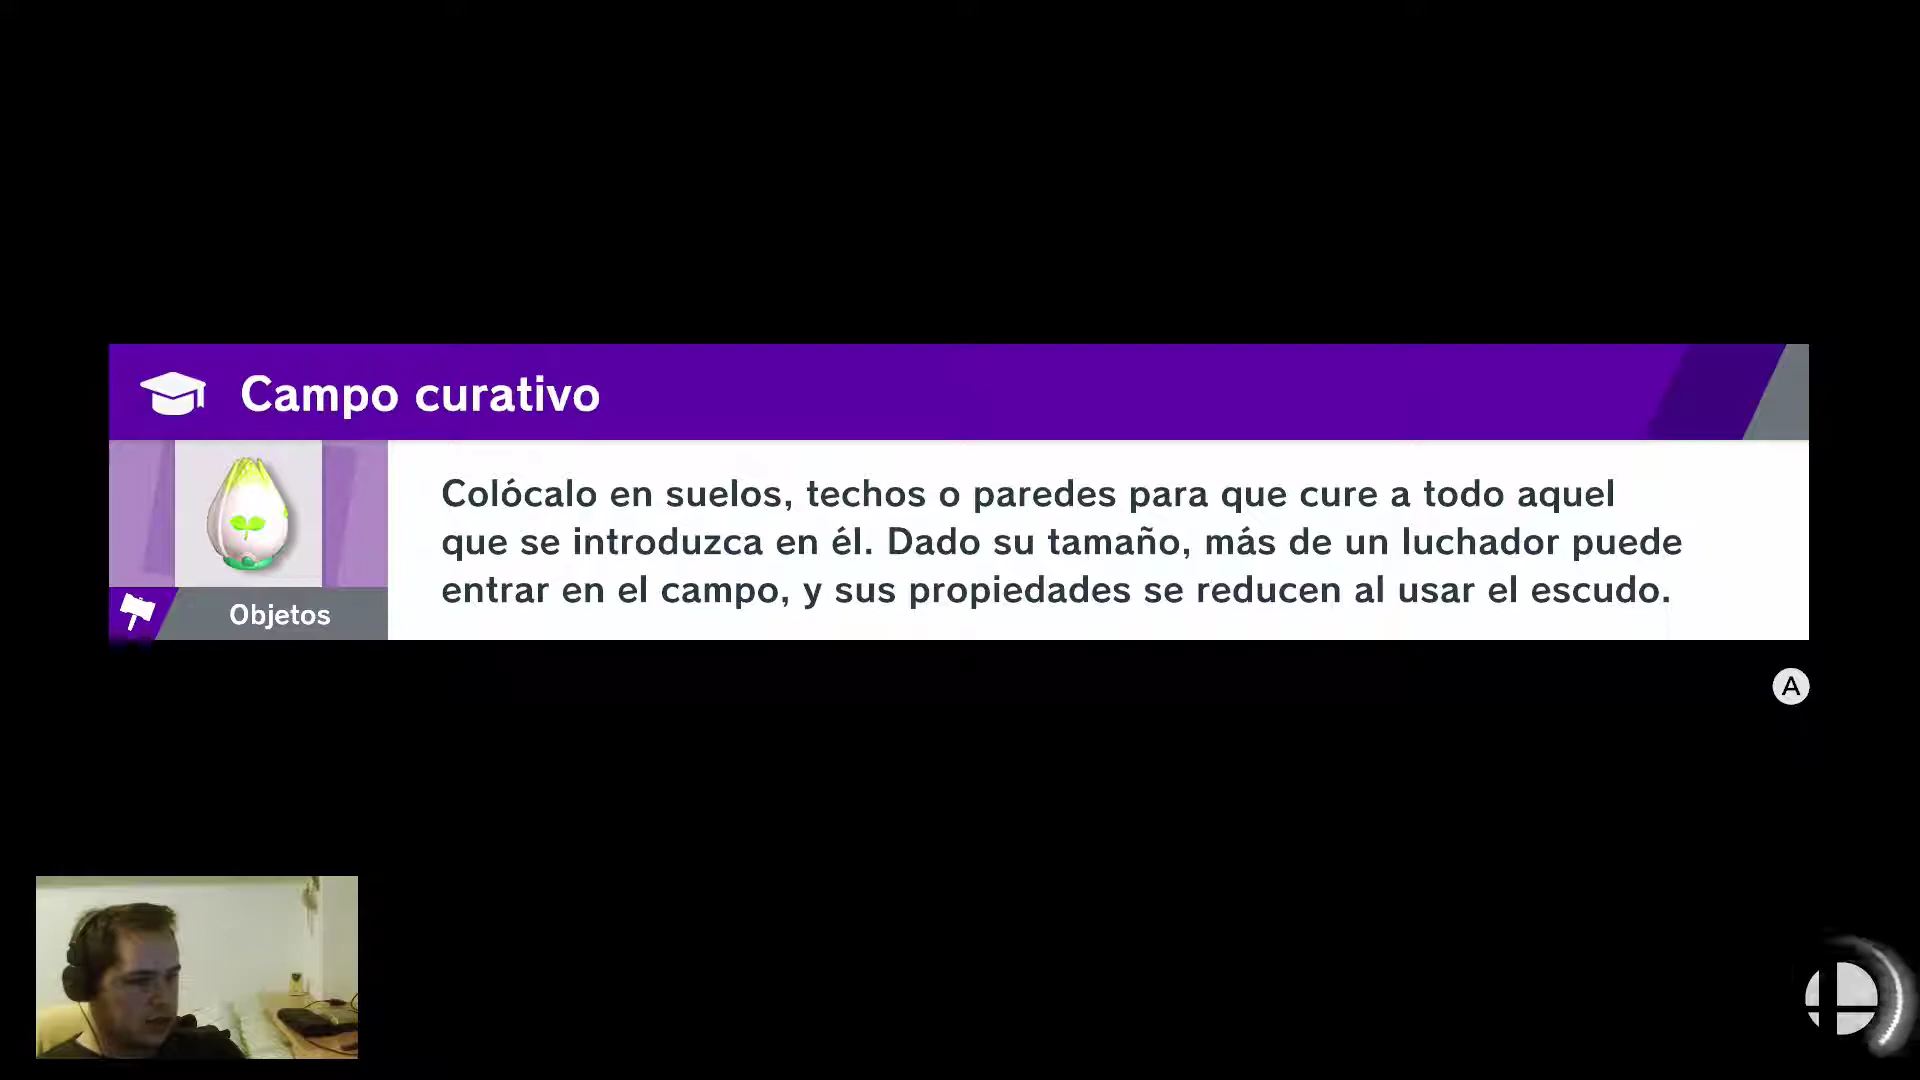 Campo curativo
Colócalo en suelos, techos o paredes para que cure a todo aquel
que se introduzca en él. Dado su tamaño, más de un luchador puede
entrar en el campo, y sus propiedades se reducen al usar el escudo.
Objetos
A